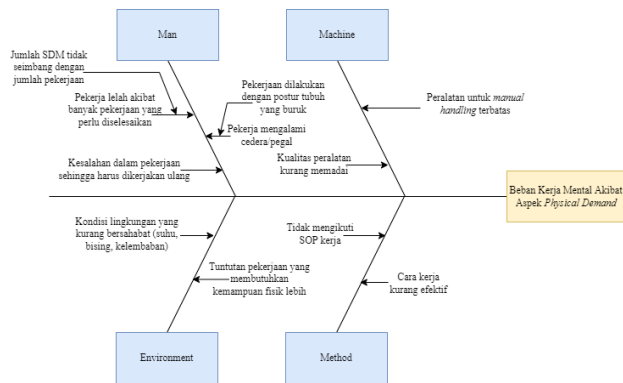 Man
Machine
Jumlah SDM tidak
seimbang dengan
jumlah pekerjaan
Pekerja lelah akibat
banyak pekerjaan yang
perlu diselesaikan
Pekerjaan dilakukan
dengan postur tubuh
yang buruk
Pekerja mengalami
cedera/pegal
Kesalahan dalam pekerjaan
sehingga harus dikerjakan ulang
Peralatan untuk manual
handling terbatas
Kualitas peralatan
kurang memadai
Beban Kerja Mental Akibat
Aspek Physical Demand
Kondisi lingkungan yang
kurang bersahabat (suhu,
bising, kelembaban)
Tuntutan pekerjaan yang
membutuhkan
kemampuan fisik lebih
Tidak mengikuti
SOP kerja
Cara kerja
kurang efektif
Environment
Method